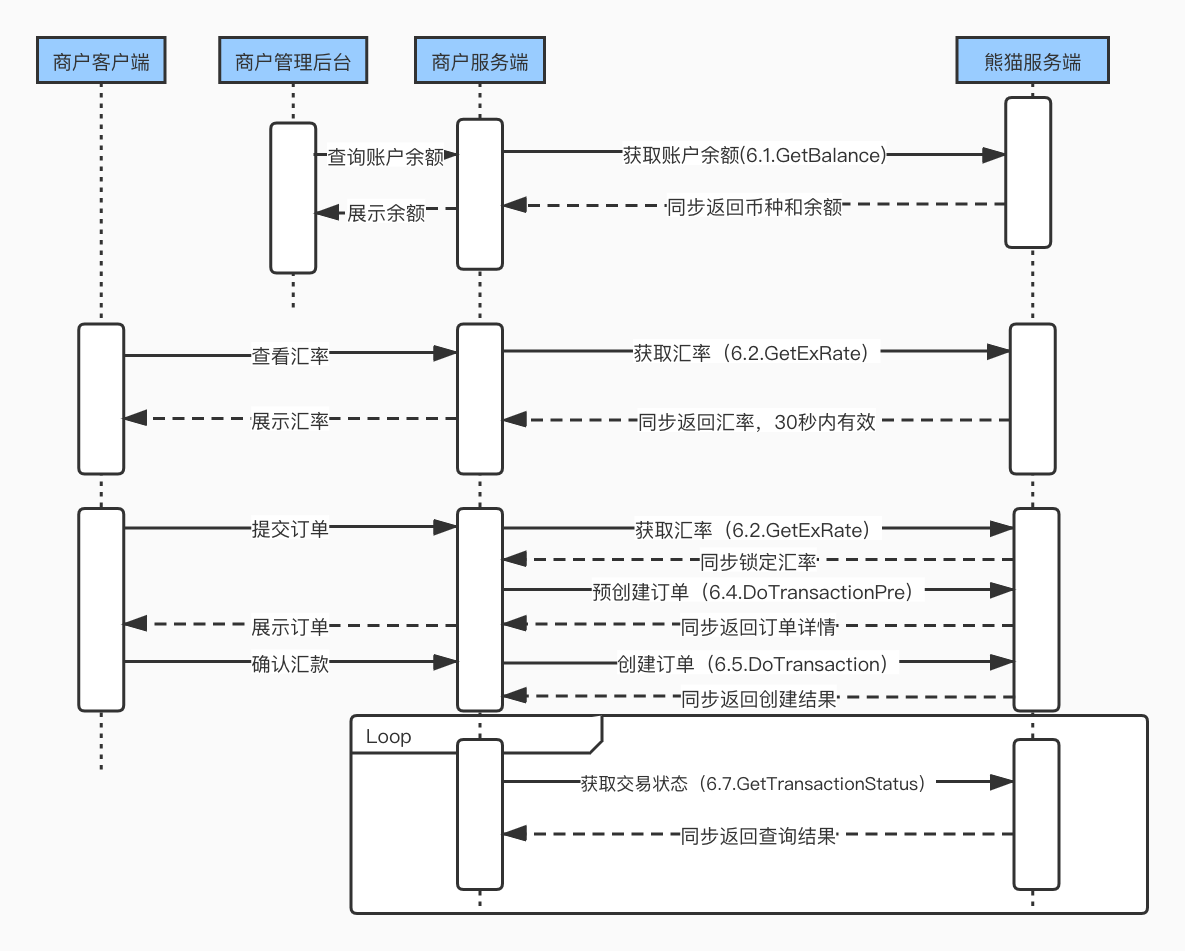 商户客户端
商户管理后台
商户服务端
熊猫服务端
查询账户余额
获取账户余额(6.1.GetBalance)
展示余额
同步返回币种和余额
查看汇率
获取汇率（6.2.GetExRate）
展示汇率
同步返回汇率，30秒内有效
提交订单
获取汇率（6.2.GetExRate）
同步锁定汇率
预创建订单（6.4.DoTransactionPre）
展示订单
同步返回订单详情
确认汇款
创建订单（6.5.DoTransaction）
同步返回创建结果
Loop
获取交易状态（6.7.GetTransactionStatus）
同步返回查询结果